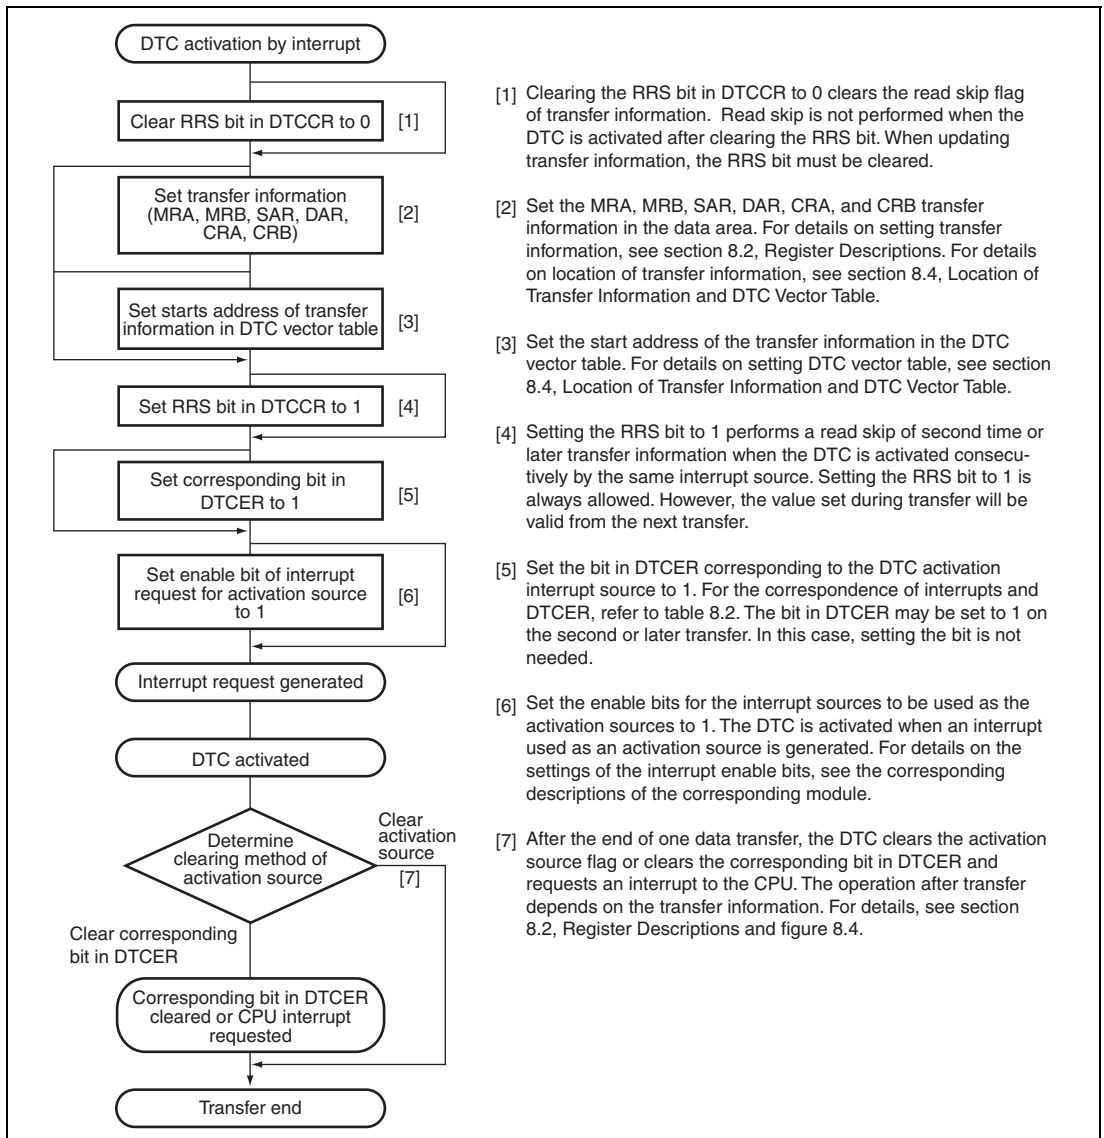 DTC activation by interrupt
Clear RRS bit in DTCCR to 0
[1]
Set transfer information
(MRA, MRB, SAR, DAR,
CRA, CRB)
[2]
Set starts address of transfer
information in DTC vector table
[3]
Set RRS bit in DTCCR to 1
[4]
Set corresponding bit in
DTCER to 1
[5]
Set enable bit of interrupt
request for activation source
to 1
[6]
Interrupt request generated
DTC activated
Determine
clearing method of
activation source
Clear
activation
source
[7]
Clear corresponding
bit in DTCER
Corresponding bit in DTCER
cleared or CPU interrupt
requested
Transfer end
[1] Clearing the RRS bit in DTCCR to 0 clears the read skip flag
of transfer information. Read skip is not performed when the
DTC is activated after clearing the RRS bit. When updating
transfer information, the RRS bit must be cleared.
[2] Set the MRA, MRB, SAR, DAR, CRA, and CRB transfer
information in the data area. For details on setting transfer
information, see section 8.2, Register Descriptions. For details
on location of transfer information, see section 8.4, Location of
Transfer Information and DTC Vector Table.
[3] Set the start address of the transfer information in the DTC
vector table. For details on setting DTC vector table, see section
8.4, Location of Transfer Information and DTC Vector Table.
[4] Setting the RRS bit to 1 performs a read skip of second time or
later transfer information when the DTC is activated consecu-
tively by the same interrupt source. Setting the RRS bit to 1 is
always allowed. However, the value set during transfer will be
valid from the next transfer.
[5] Set the bit in DTCER corresponding to the DTC activation
interrupt source to 1. For the correspondence of interrupts and
DTCER, refer to table 8.2. The bit in DTCER may be set to 1 on
the second or later transfer. In this case, setting the bit is not
needed.
[6] Set the enable bits for the interrupt sources to be used as the
activation sources to 1. The DTC is activated when an interrupt
used as an activation source is generated. For details on the
settings of the interrupt enable bits, see the corresponding
descriptions of the corresponding module.
[7] After the end of one data transfer, the DTC clears the activation
source flag or clears the corresponding bit in DTCER and
requests an interrupt to the CPU. The operation after transfer
depends on the transfer information. For details, see section
8.2, Register Descriptions and figure 8.4.